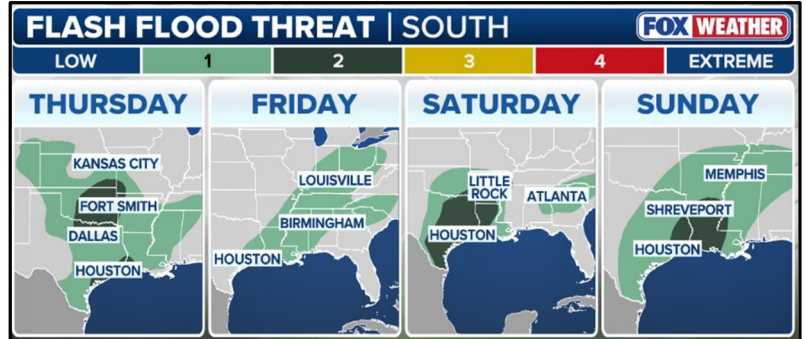 FLASH FLOOD THREAT | SOUTH
FOX WEATHER
LOW 1 2 3 4 EXTREME
THURSDAY
KANSAS CITY
FORT SMITH
DALLAS
HOUSTON
FRIDAY
LOUISVILLE
BIRMINGHAM
HOUSTON
SATURDAY
LITTLE
ROCK
ATLANTA
HOUSTON
SUNDAY
MEMPHIS
SHREVEPORT
HOUSTON